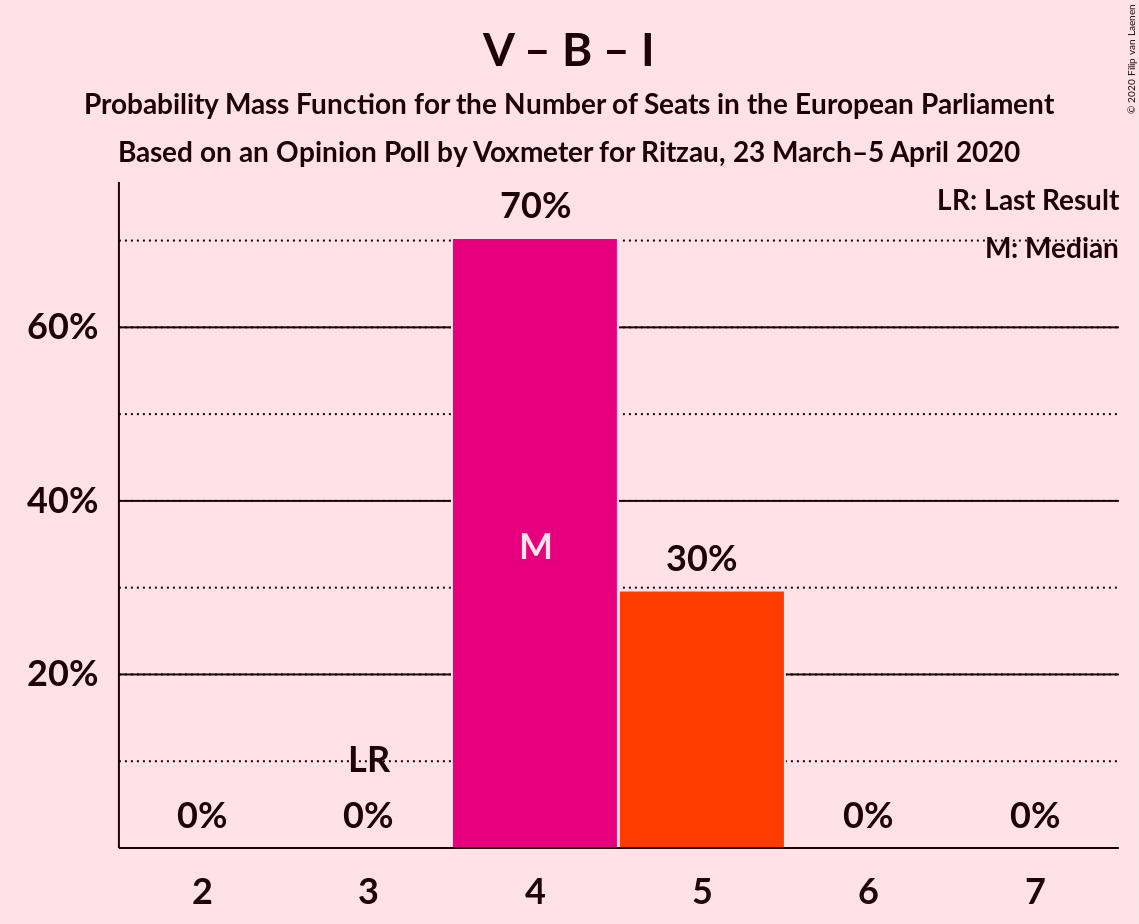 V – B – I
Probability Mass Function for the Number of Seats in the European Parliament
Based on an Opinion Poll by Voxmeter for Ritzau, 23 March–5 April 2020
© 2020 Filip van Laenen
LR: Last Result
M: Median
70%
60%
40%
20%
M
30%
LR
0%
0%
0%
0%
2
3
4
5
6
7